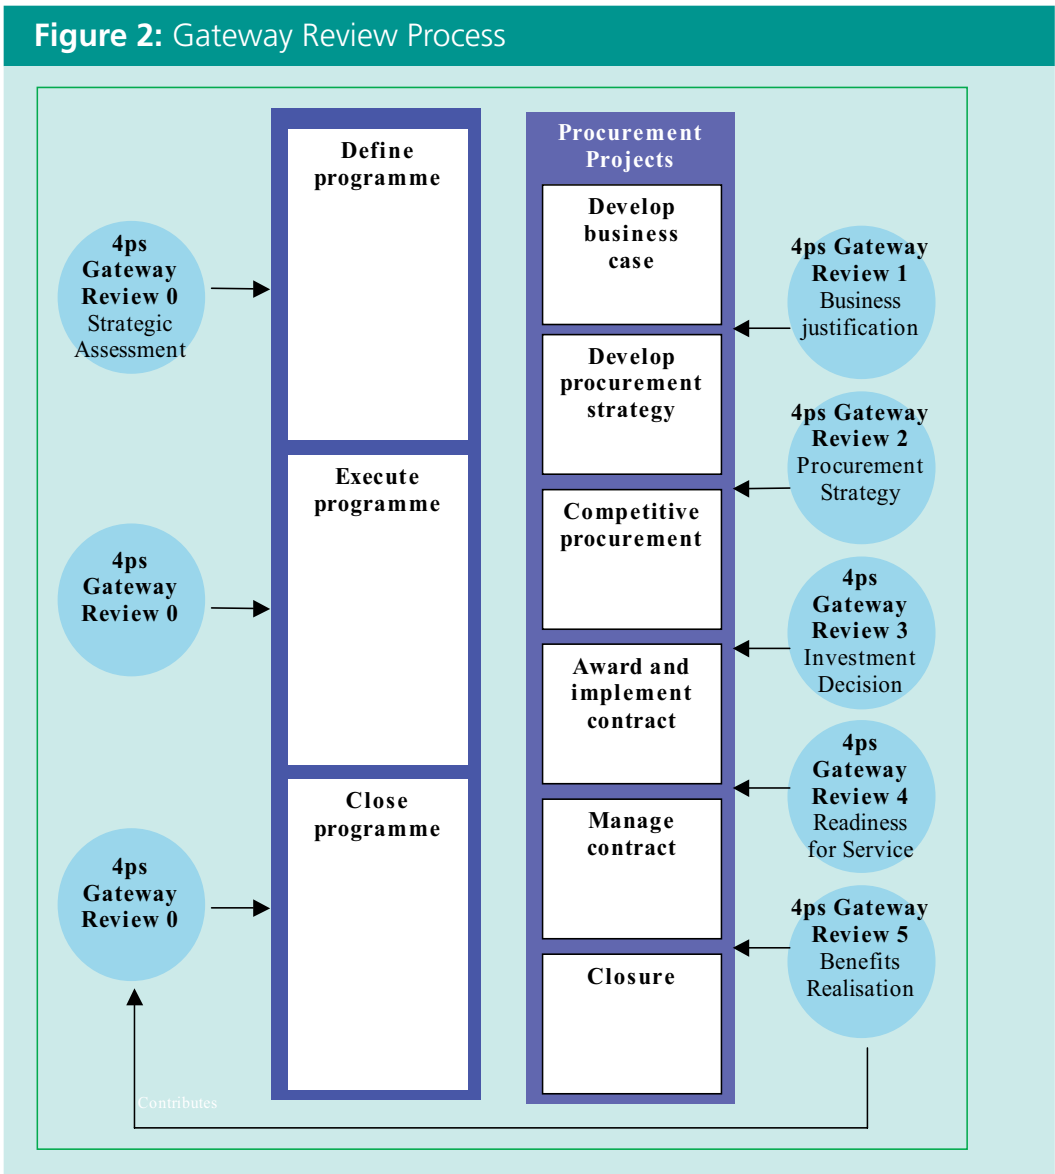 Figure 2: Gateway Review Process
4ps
Gateway
Review 0
Strategic
Assessment
4ps
Gateway
Review 0
4ps
Gateway
Review 0
Define
programme
Execute
programme
Close
programme
Procurement
Projects
Develop
business
case
Develop
procurement
strategy
Competitive
procurement
Award and
implement
contract
Manage
contract
Closure
4ps Gateway
Review 1
Business
justification
4ps Gateway
Review 2
Procurement
Strategy
4ps
Gateway
Review 3
Investment
Decision
4ps
Gateway
Review 4
Readiness
for Service
4ps Gateway
Review 5
Benefits
Realisation
Contributes